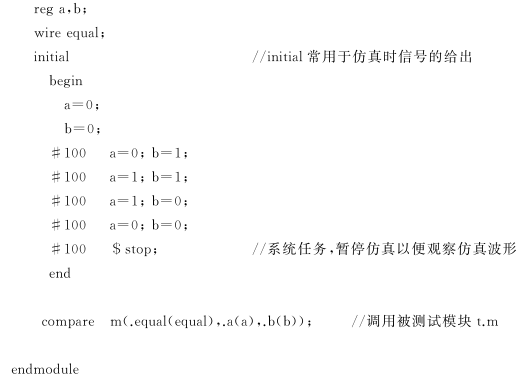 reg a,b;
wire equal;
initial //initial 常用于仿真时信号的给出
begin
a=0;
b=0;
#100 a=0; b=1;
#100 a=1; b=1;
#100 a=1; b=0;
#100 a=0; b=0;
#100 $ stop; //系统任务,暂停仿真以便观察仿真波形
end
compare m(.equal(equal),.a(a),.b(b)); //调用被测试模块 t.m
endmodule